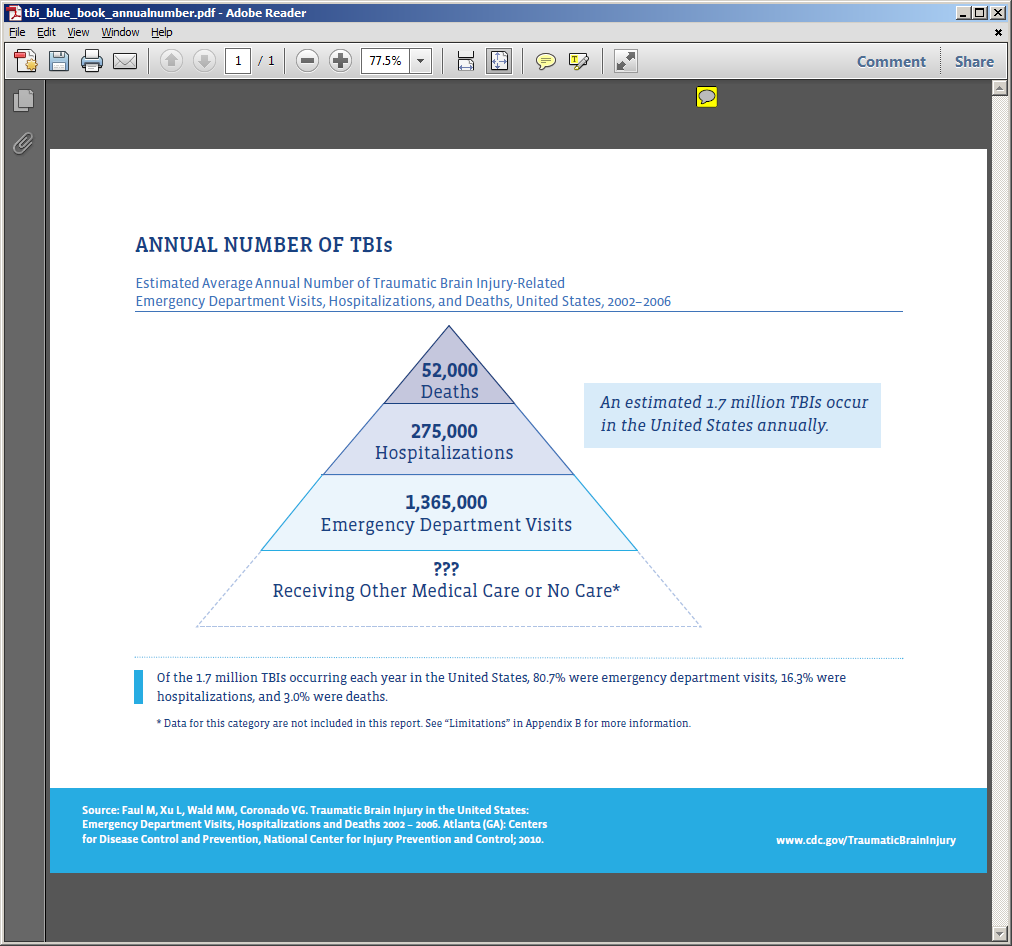 tbi_blue_book_annualnumber.pdf - Adobe Reader
File Edit View Window Help
1 / 1 77.5% Comment Share
ANNUAL NUMBER OF TBIs
Estimated Average Annual Number of Traumatic Brain Injury-Related
Emergency Department Visits, Hospitalizations, and Deaths, United States, 2002–2006
52,000
Deaths
An estimated 1.7 million TBIs occur
in the United States annually.
275,000
Hospitalizations
1,365,000
Emergency Department Visits
???
Receiving Other Medical Care or No Care*
Of the 1.7 million TBIs occurring each year in the United States, 80.7% were emergency department visits, 16.3% were
hospitalizations, and 3.0% were deaths.
* Data for this category are not included in this report. See “Limitations” in Appendix B for more information.
Source: Faul M, Xu L, Wald MM, Coronado VG. Traumatic Brain Injury in the United States:
Emergency Department Visits, Hospitalizations and Deaths 2002 – 2006. Atlanta (GA): Centers
for Disease Control and Prevention, National Center for Injury Prevention and Control; 2010.
www.cdc.gov/TraumaticBrainInjury